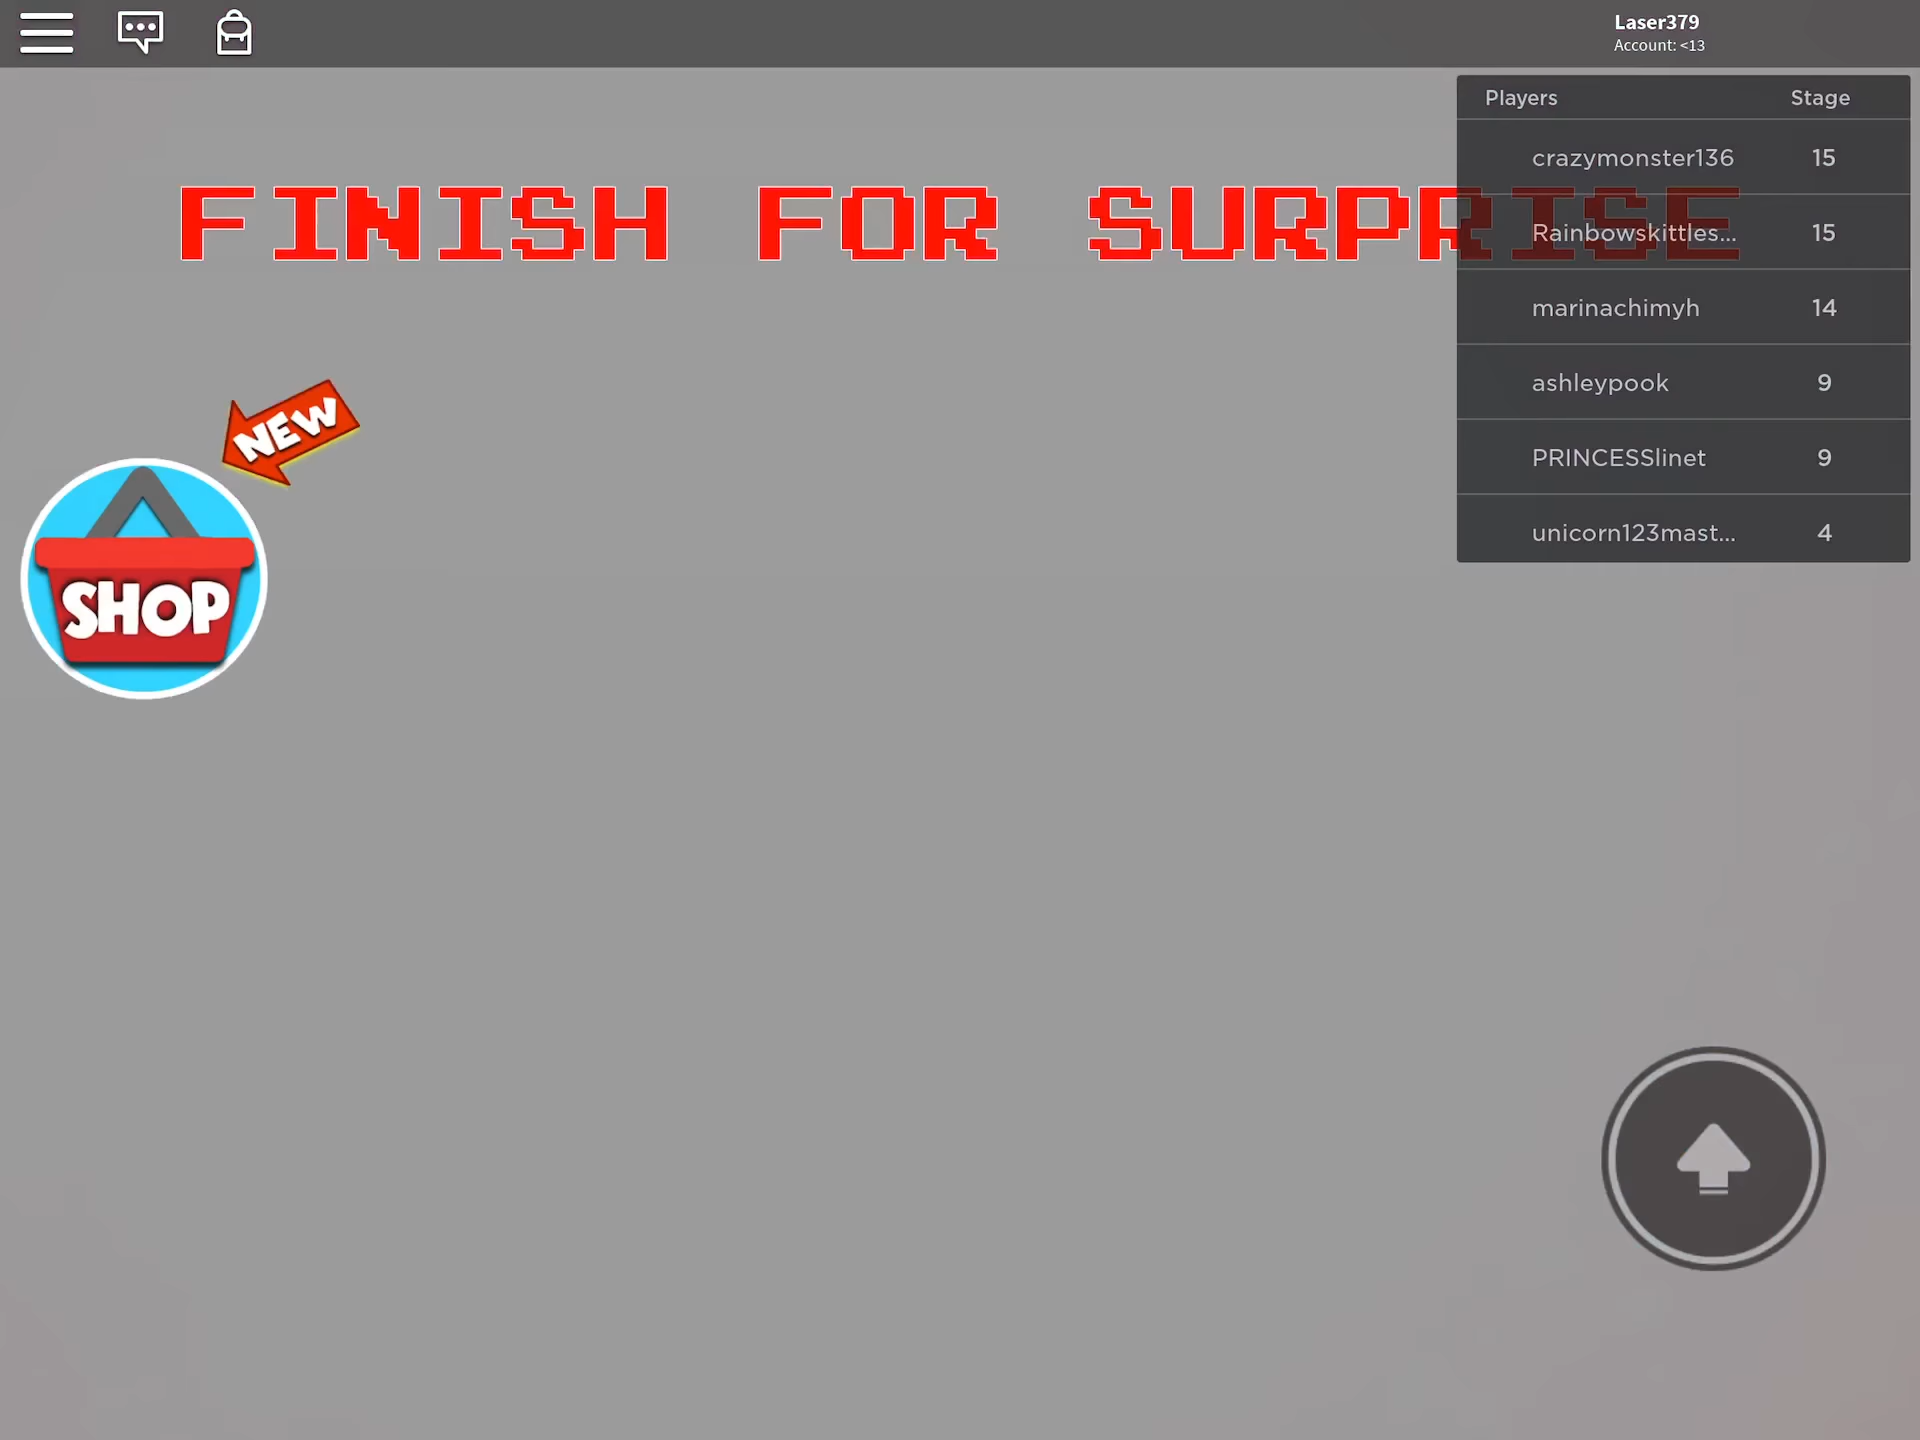 Laser379
Account: <13
Players Stage
crazymonster136 15
FINISH FOR SURPRISE
Rainbowskittles... 15
marinachimyh 14
ashleypook 9
NEW
PRINCESSlinet 9
unicorn123mast... 4
SHOP